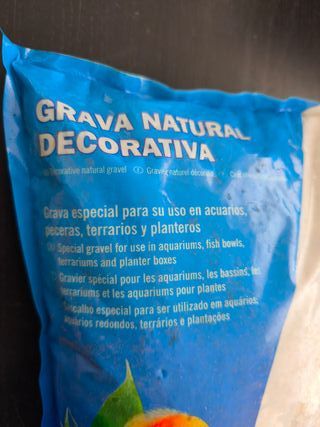 GRAVA NATURAL
DECORATIVA
Decorative natural gravel
Grava especial para su uso en acuarios,
peceras, terrarios y planteros
Special gravel for use in aquariums, fish bowls,
terrariums and planter boxes
Gravier spécial pour les aquariums, les bassins, les
terrariums et les aquariums pour plantes
especial para ser utilizado em aquários,
aquários redondos, terrários e plantações